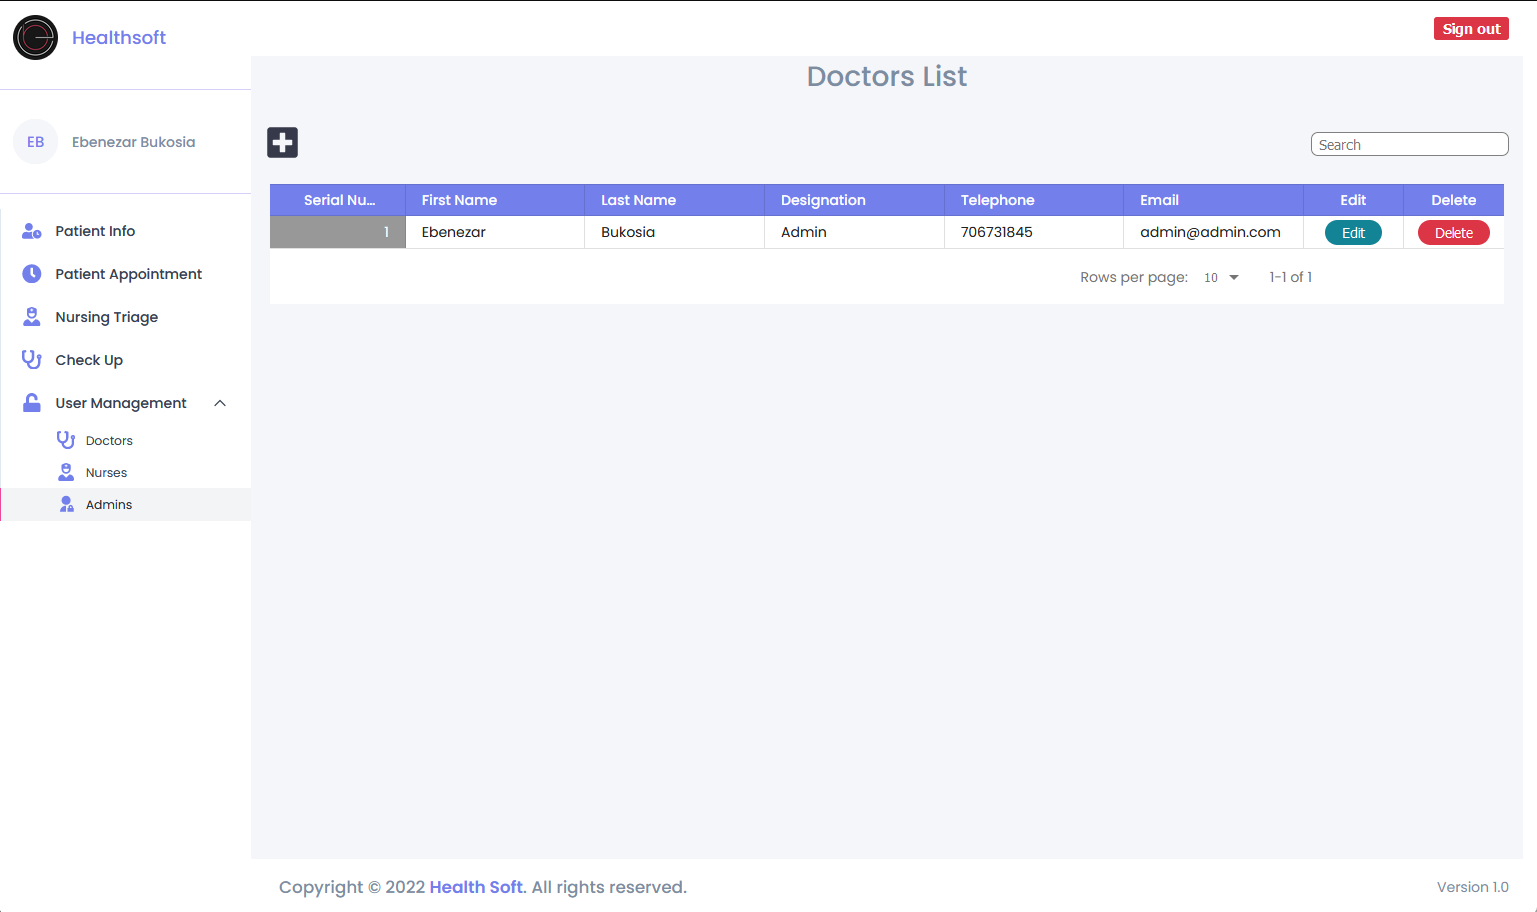 Healthsoft
Sign out
Doctors List
EB
Ebenezar Bukosia
Search
Serial Nu... First Name Last Name Designation Telephone Email Edit Delete
1 Ebenezar Bukosia Admin 706731845 admin@admin.com Edit Delete
Rows per page: 10 1-1 of 1
Patient Info
Patient Appointment
Nursing Triage
Check Up
User Management
Doctors
Nurses
Admins
Copyright © 2022 Health Soft. All rights reserved.
Version 1.0